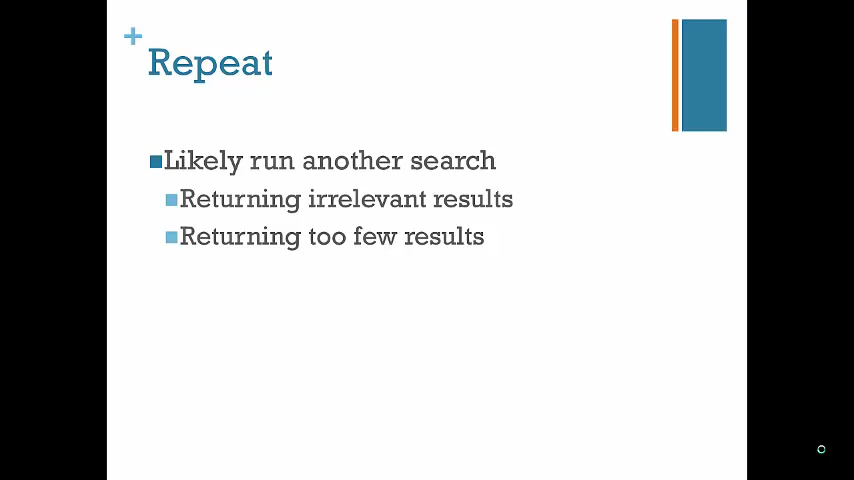 +
Repeat
Likely run another search
Returning irrelevant results
Returning too few results